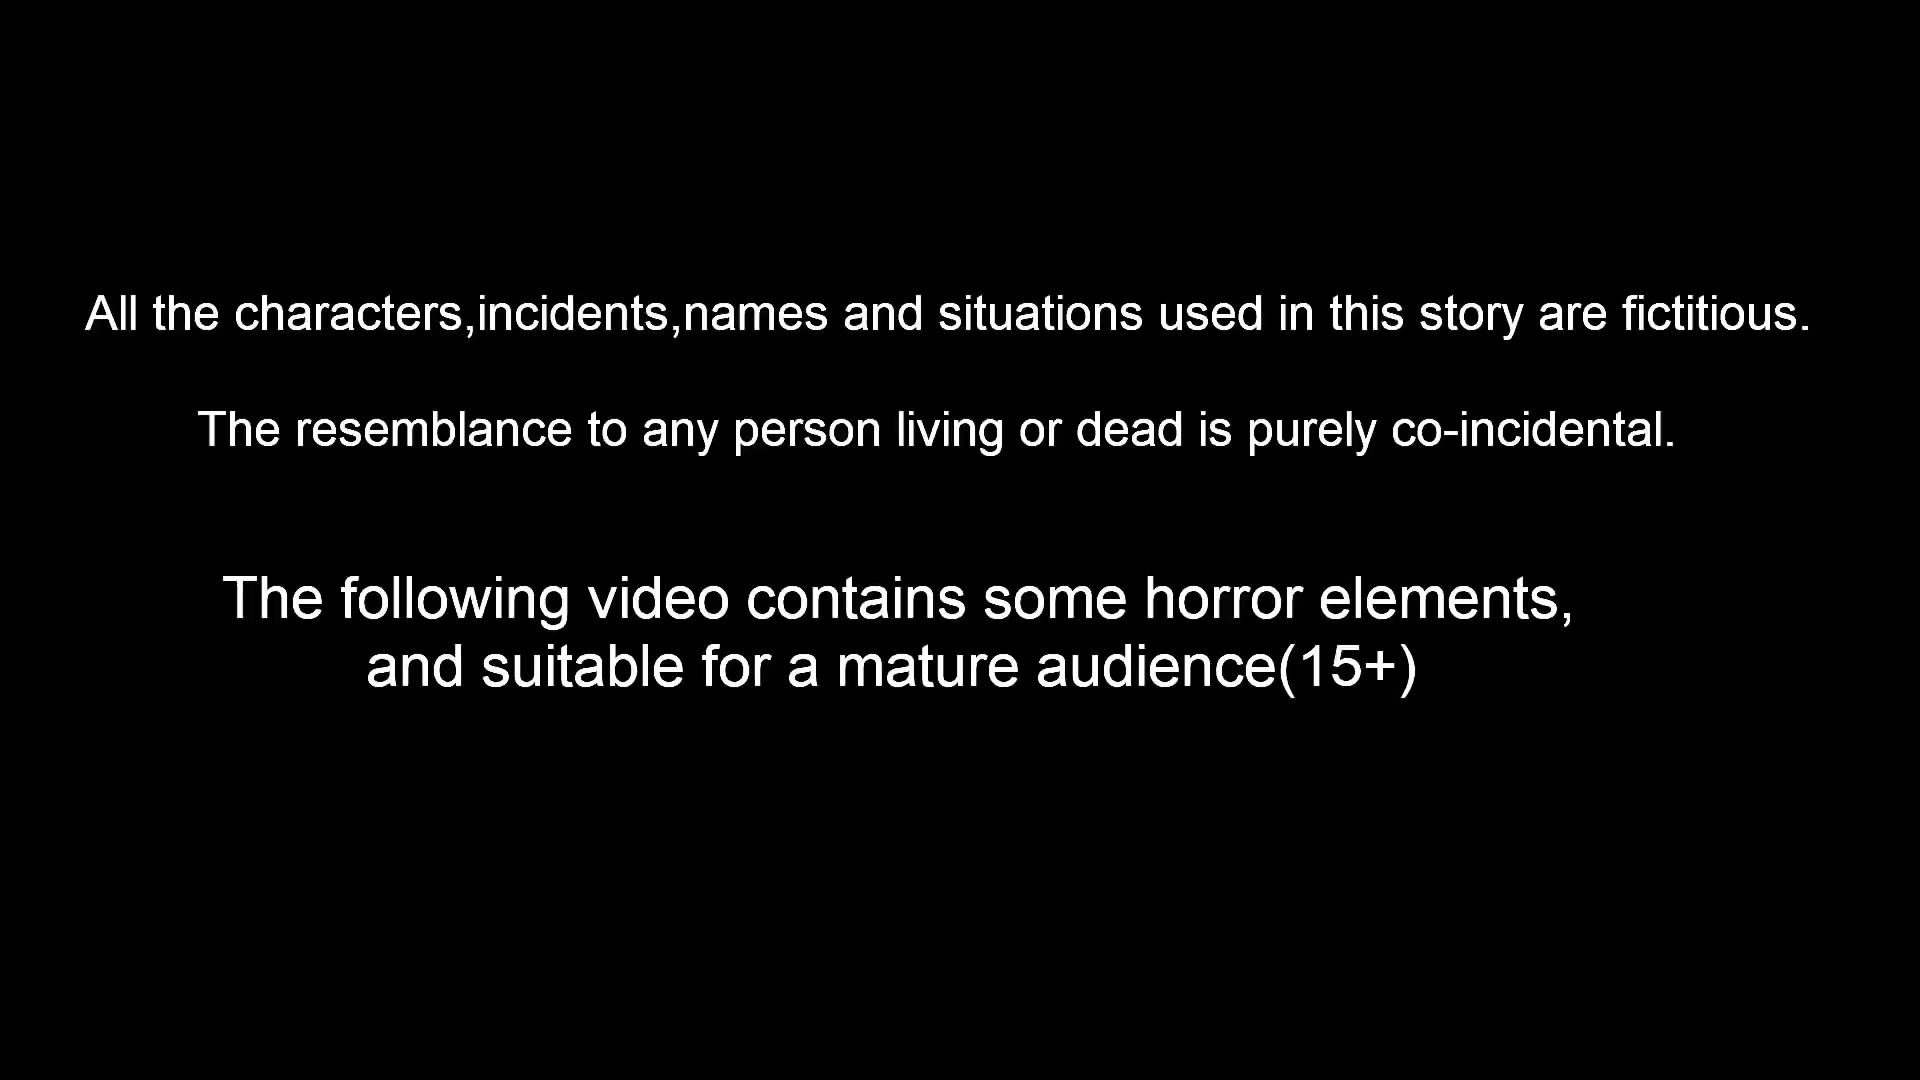 All the characters,incidents,names and situations used in this story are fictitious.
The resemblance to any person living or dead is purely co-incidental.
The following video contains some horror elements,
and suitable for a mature audience(15+)